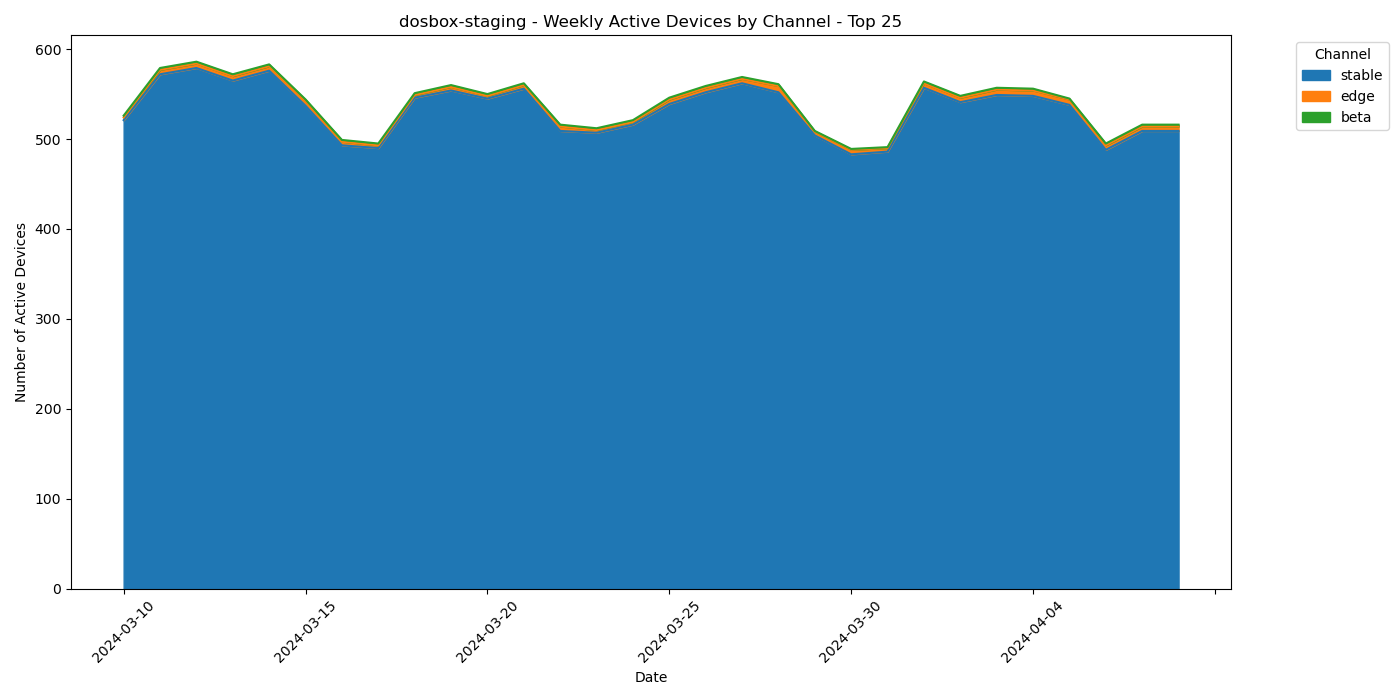 dosbox-staging - Weekly Active Devices by Channel - Top 25
Channel
stable
edge
beta
Number of Active Devices
600
500
400
300
200
100
0
2024-03-10
2024-03-15
2024-03-20
2024-03-25
2024-03-30
2024-04-04
Date